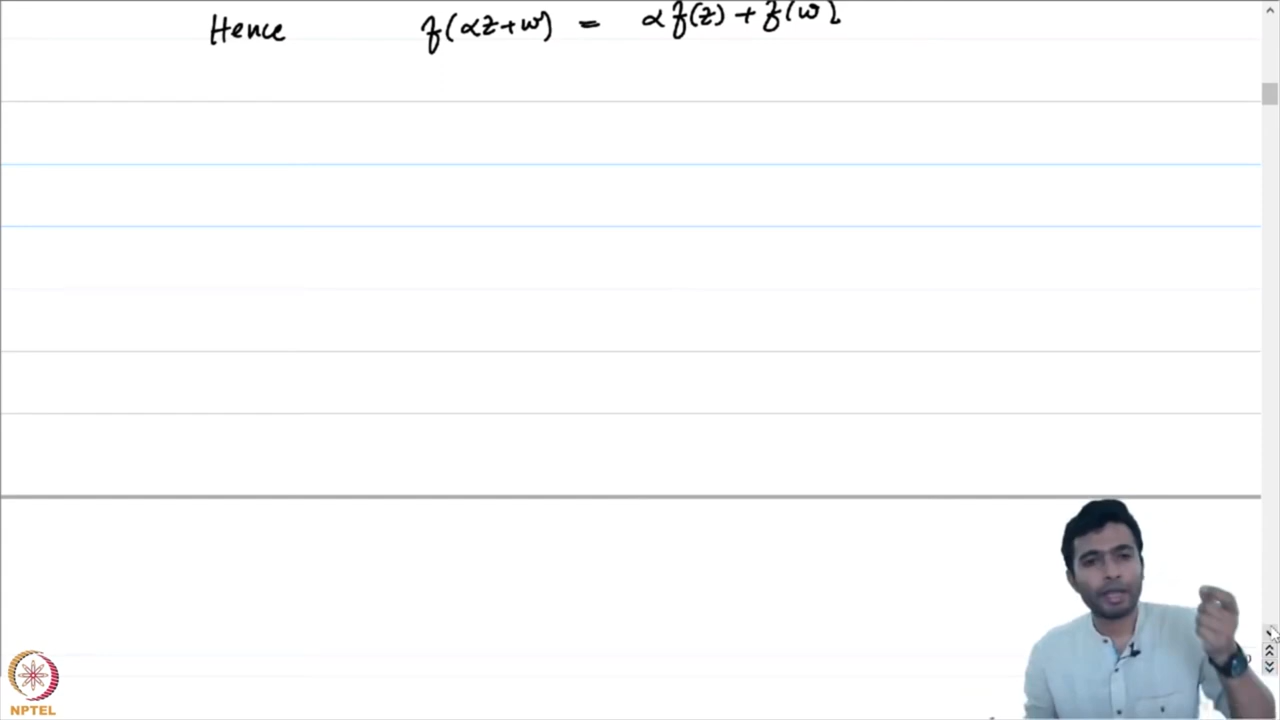 Hence f(αz+w) = αf(z) + f(w).
NPTEL